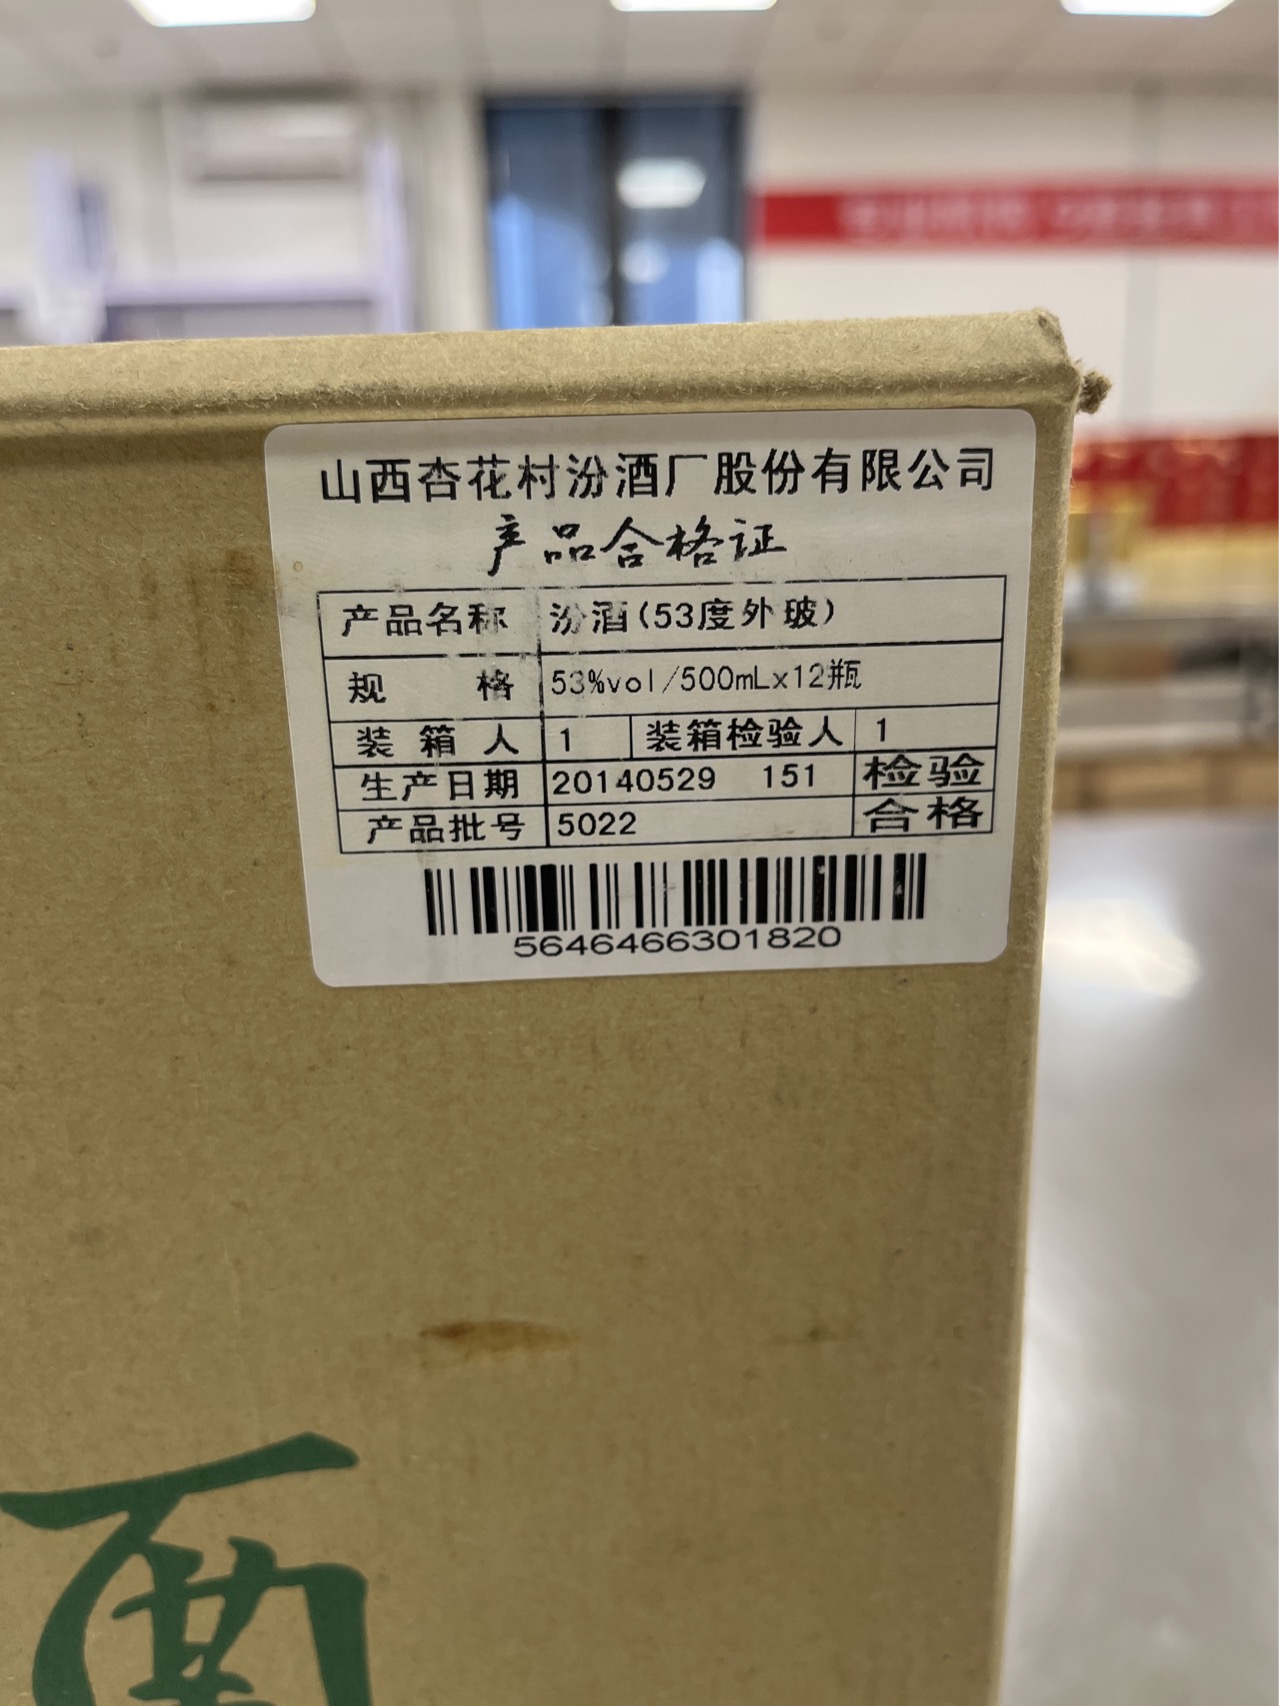 山西杏花村汾酒厂股份有限公司
产品合格证
产品名称 汾酒(53度外玻)
规 格 53%vol/500mLx12瓶
装 箱 人 1 装箱检验人 1
生产日期 20140529 151 检验
产品批号 5022 合格
5646466301820